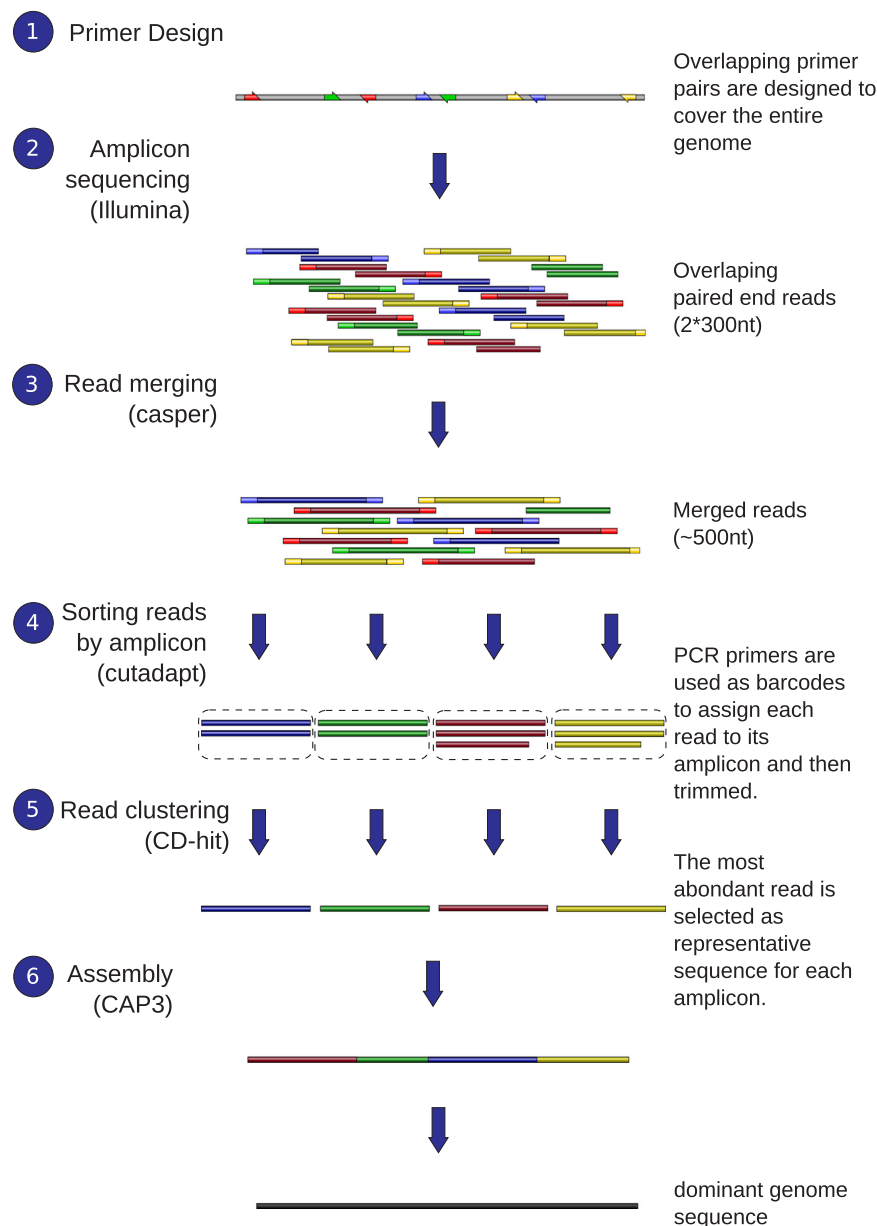 1 Primer Design
Overlapping primer
pairs are designed to
cover the entire
genome
2 Amplicon
sequencing
(Illumina)
Overlaping
paired end reads
(2*300nt)
3 Read merging
(casper)
Merged reads
(~500nt)
4 Sorting reads
by amplicon
(cutadapt)
PCR primers are
used as barcodes
to assign each
read to its
amplicon and then
trimmed.
5 Read clustering
(CD-hit)
The most
abondant read is
selected as
representative
sequence for each
amplicon.
6 Assembly
(CAP3)
dominant genome
sequence